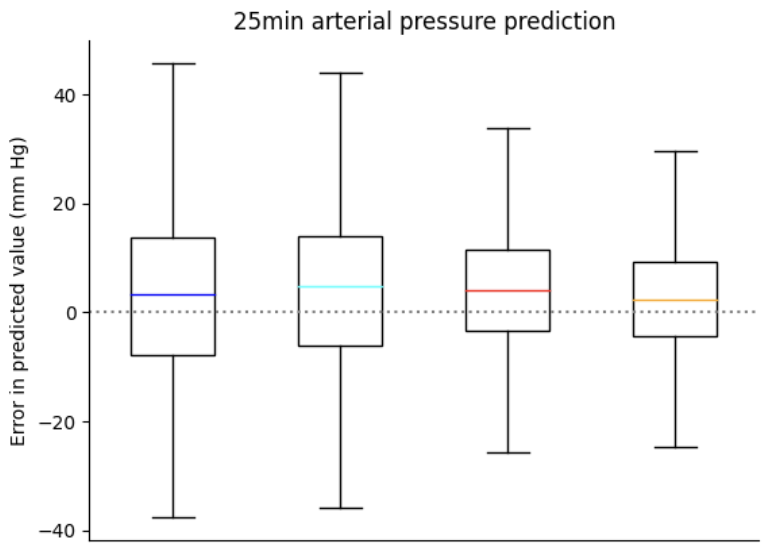 25min arterial pressure prediction
Error in predicted value (mm Hg)
40
20
0
−20
−40